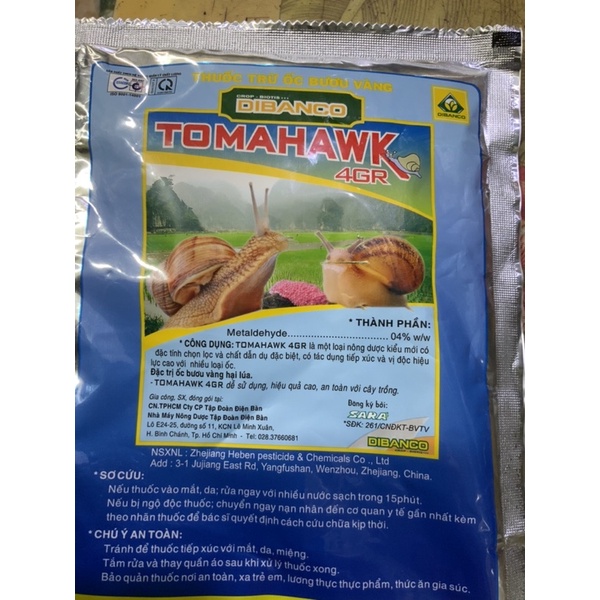 THUỐC TRỪ ỐC BƯƠU VÀNG
DIBANCO
TOMAHAWK
4GR
DIBANCO
* THÀNH PHẦN:
Metaldehyde................................... 04% w/w
* CÔNG DỤNG: TOMAHAWK 4GR là một loại nông dược kiểu mới có
đặc tính chọn lọc và chất dẫn dụ đặc biệt, có tác dụng tiếp xúc và vị độc hiệu
lực cao với nhiều loại ốc.
Đặc trị ốc bươu vàng hại lúa.
- TOMAHAWK 4GR dễ sử dụng, hiệu quả cao, an toàn với cây trồng.
Gia công, SX, đóng gói tại:
CN.TPHCM Cty CP Tập Đoàn Điện Bàn
Nhà Máy Nông Dược Tập Đoàn Điện Bàn
Lô E24-25, đường số 11, KCN Lê Minh Xuân,
H. Bình Chánh, Tp. Hồ Chí Minh - Tel: 028.37660681
Đăng ký bởi:
SARA
*SĐK: 261/CNĐKT-BVTV
DIBANCO
NSXNL : Zhejiang Heben pesticide & Chemicals Co ., Ltd
Add : 3-1 Jujiang East Rd, Yangfushan, Wenzhou, Zhejiang, China.
* SƠ CỨU:
Nếu thuốc vào mắt, da; rửa ngay với nhiều nước sạch trong 15phút.
Nếu bị ngộ độc thuốc; chuyển ngay nạn nhân đến cơ quan y tế gần nhất kèm
theo nhãn thuốc để bác sĩ quyết định cách cứu chữa kịp thời.
* CHÚ Ý AN TOÀN:
Tránh để thuốc tiếp xúc với mắt, da, miệng.
Tắm rửa và thay quần áo sau khi xử lý thuốc xong.
Bảo quản thuốc nơi an toàn, xa trẻ em, lương thực thực phẩm, thức ăn gia súc.